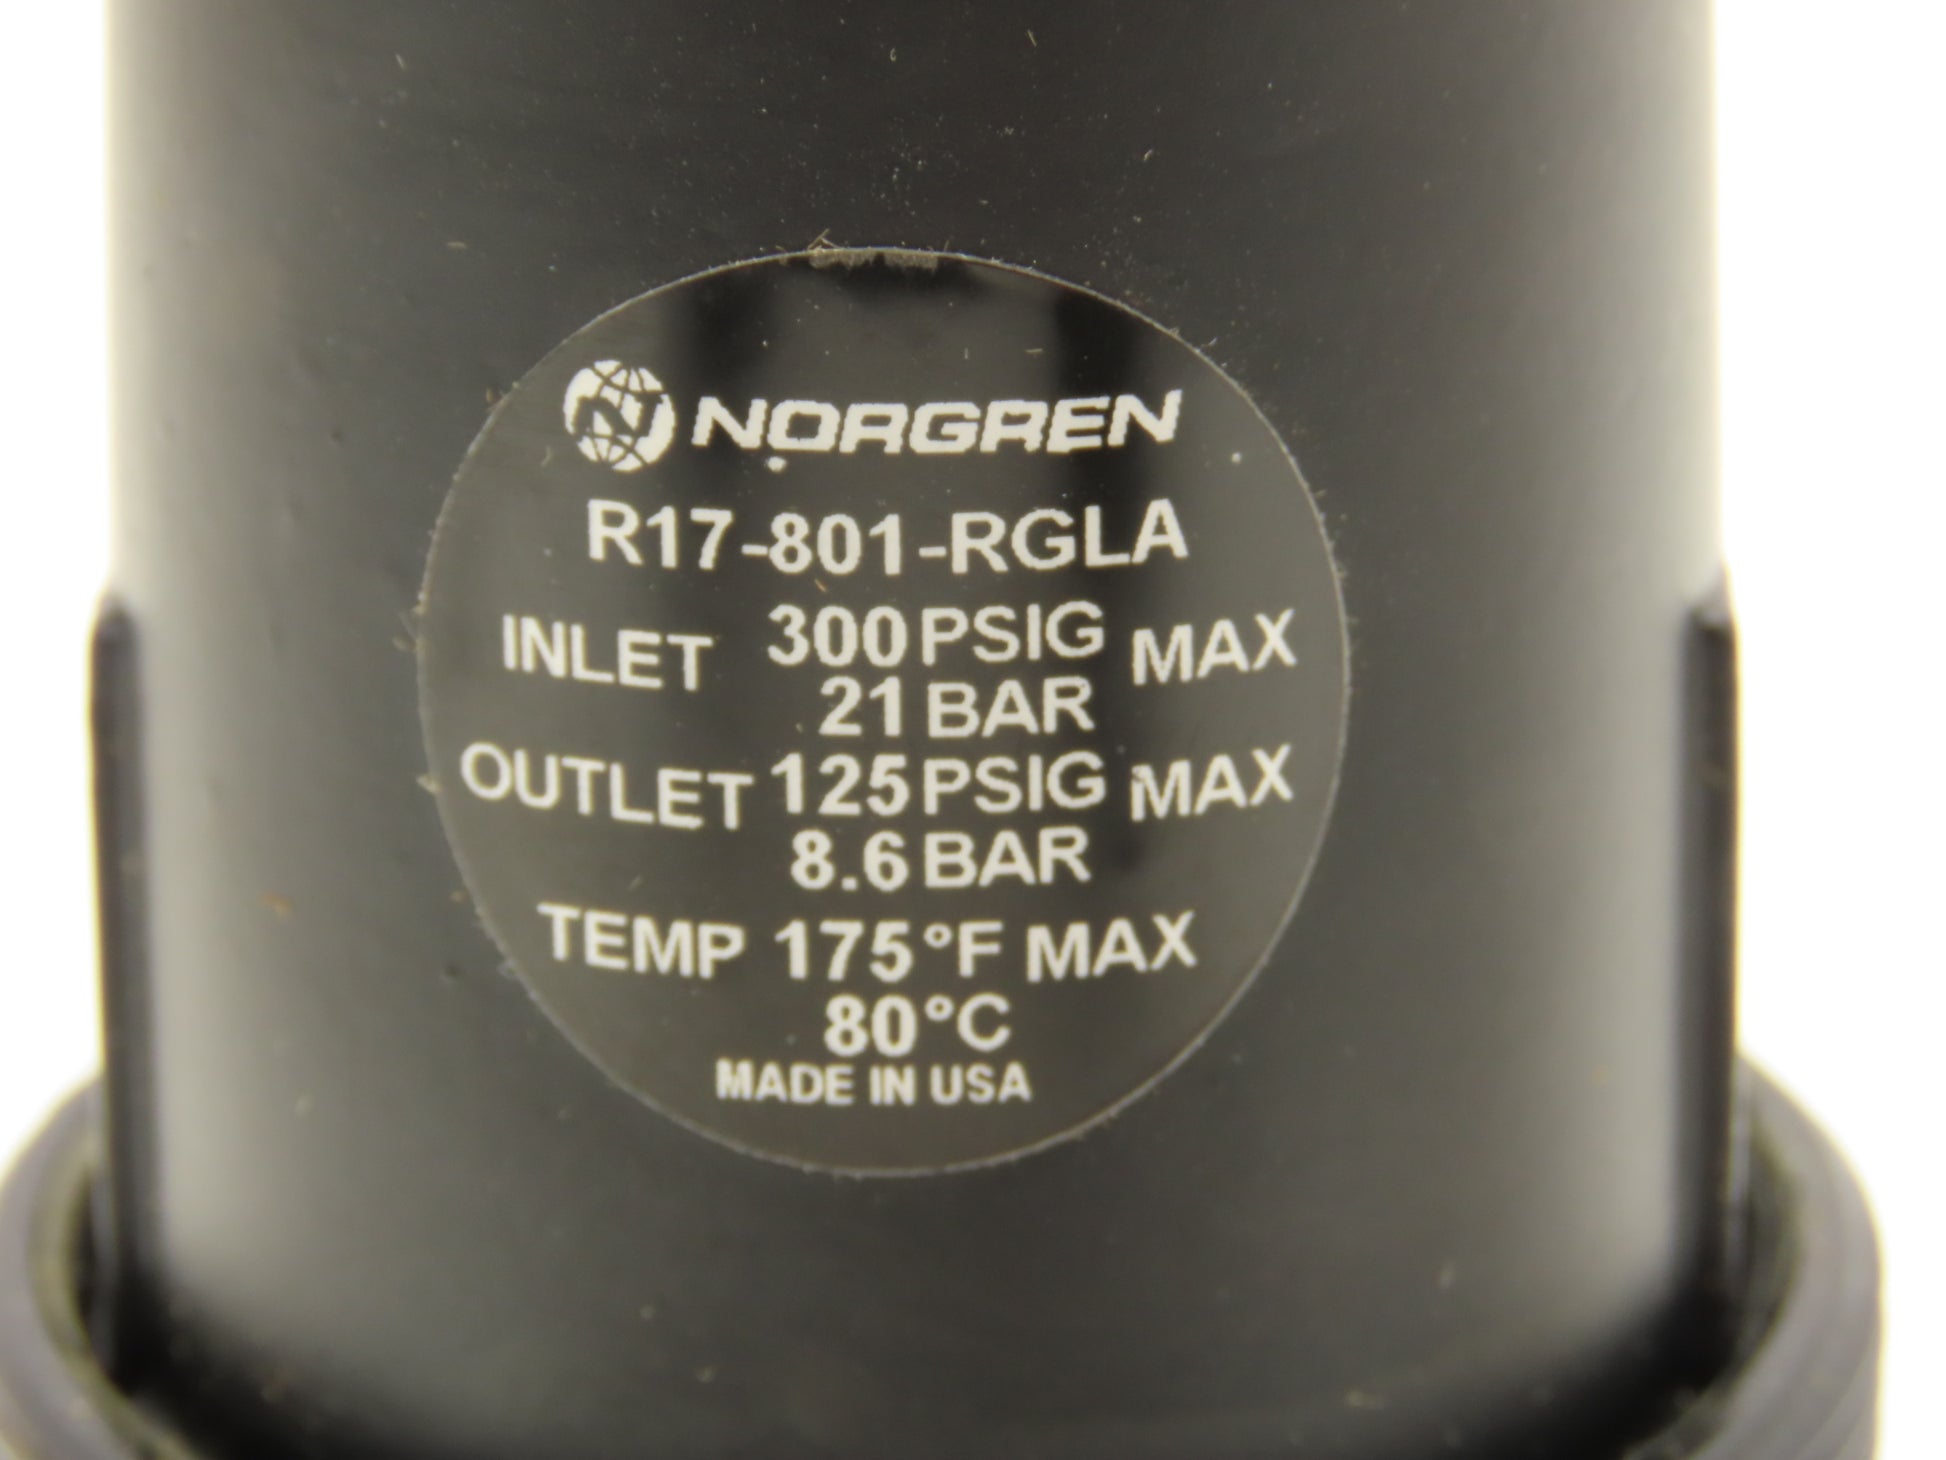 NORGREN
R17-801-RGLA
INLET 300 PSIG MAX
21 BAR
OUTLET 125 PSIG MAX
8.6 BAR
TEMP 175 °F MAX
80 °C
MADE IN USA